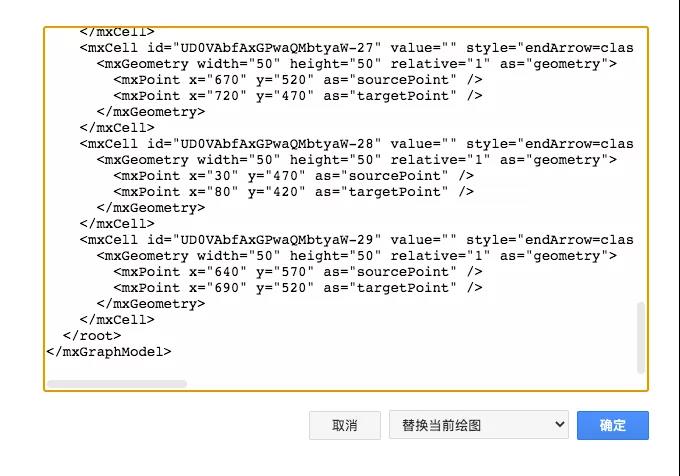 </mxCell>
<mxCell id="UD0VAbfAxGPwaQMbtyaW-27" value="" style="endArrow=clas
<mxGeometry width="50" height="50" relative="1" as="geometry">
<mxPoint x="670" y="520" as="sourcePoint" />
<mxPoint x="720" y="470" as="targetPoint" />
</mxGeometry>
</mxCell>
<mxCell id="UD0VAbfAxGPwaQMbtyaW-28" value="" style="endArrow=clas
<mxGeometry width="50" height="50" relative="1" as="geometry">
<mxPoint x="30" y="470" as="sourcePoint" />
<mxPoint x="80" y="420" as="targetPoint" />
</mxGeometry>
</mxCell>
<mxCell id="UD0VAbfAxGPwaQMbtyaW-29" value="" style="endArrow=clas
<mxGeometry width="50" height="50" relative="1" as="geometry">
<mxPoint x="640" y="570" as="sourcePoint" />
<mxPoint x="690" y="520" as="targetPoint" />
</mxGeometry>
</mxCell>
</root>
</mxGraphModel>
取消 替换当前绘图 确定